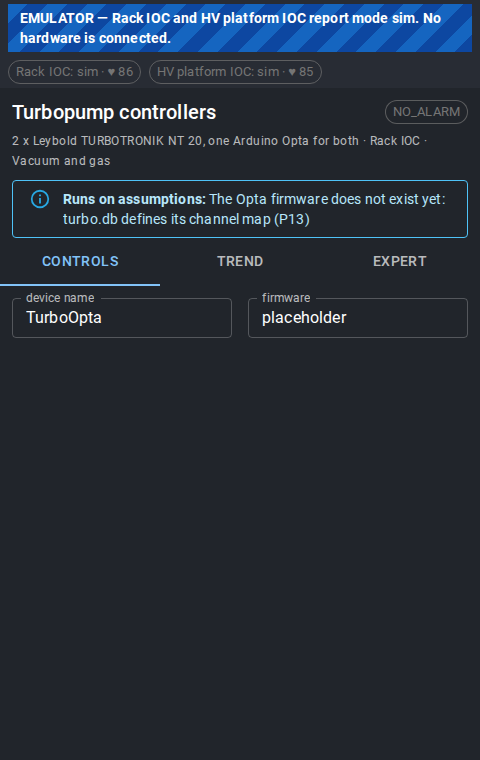 EMULATOR — Rack IOC and HV platform IOC report mode sim. No
hardware is connected.
Rack IOC: sim · ♥ 86
HV platform IOC: sim · ♥ 85
Turbopump controllers
NO_ALARM
2 x Leybold TURBOTRONIK NT 20, one Arduino Opta for both · Rack IOC ·
Vacuum and gas
Runs on assumptions: The Opta firmware does not exist yet:
turbo.db defines its channel map (P13)
CONTROLS
TREND
EXPERT
device name
firmware
TurboOpta
placeholder